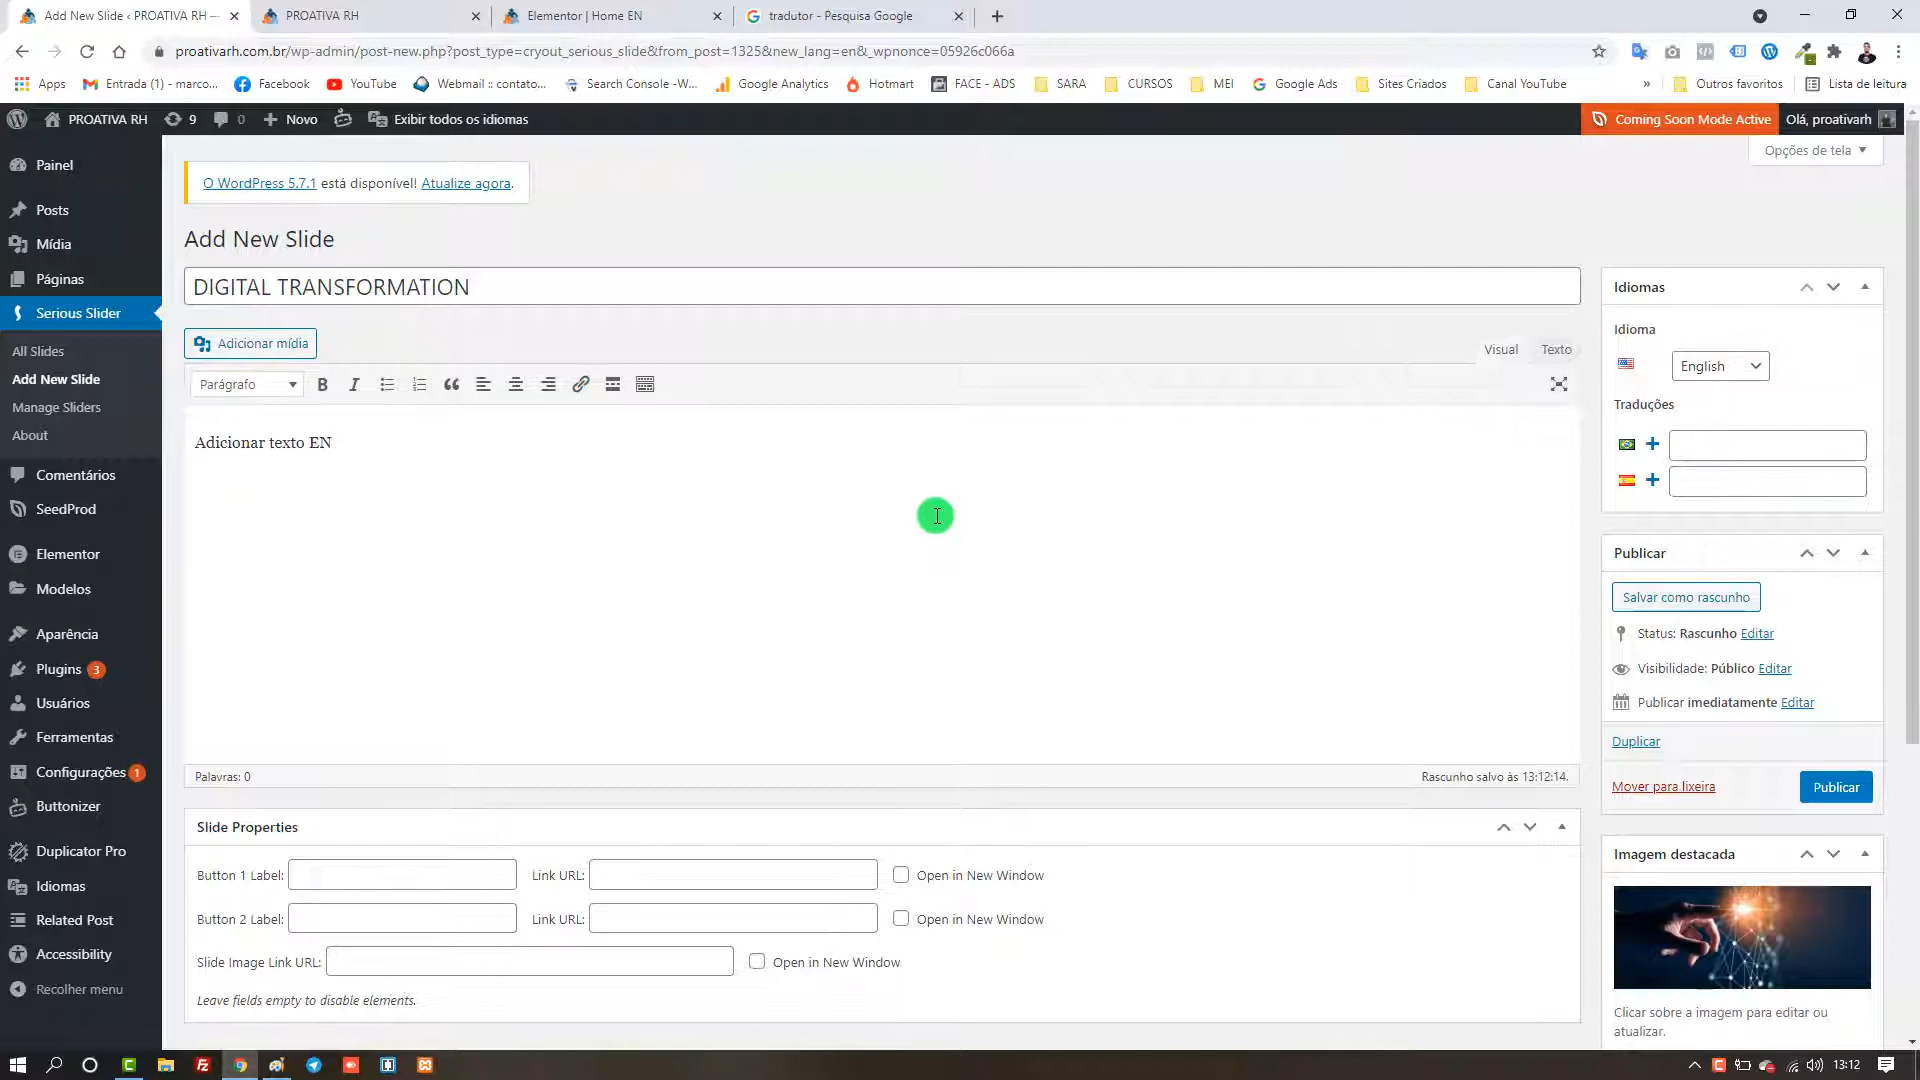 Add New Slide ‹ PROATIVA RH —
PROATIVA RH
Elementor | Home EN
tradutor - Pesquisa Google
proativarh.com.br/wp-admin/post-new.php?post_type=cryout_serious_slide&from_post=1325&new_lang=en&_wpnonce=05926c066a
Apps
Entrada (1) - marco...
Facebook
YouTube
Webmail :: contato...
Search Console - W...
Google Analytics
Hotmart
FACE - ADS
SARA
CURSOS
MEI
Google Ads
Sites Criados
Canal YouTube
»
Outros favoritos
Lista de leitura
PROATIVA RH
9
0
Novo
Exibir todos os idiomas
Coming Soon Mode Active
Olá, proativarh
Opções de tela
Painel
Posts
Mídia
Páginas
Serious Slider
All Slides
Add New Slide
Manage Sliders
About
Comentários
SeedProd
Elementor
Modelos
Aparência
Plugins 3
Usuários
Ferramentas
Configurações 1
Buttonizer
Duplicator Pro
Idiomas
Related Post
Accessibility
Recolher menu
O WordPress 5.7.1 está disponível! Atualize agora.
Add New Slide
DIGITAL TRANSFORMATION
Adicionar mídia
Visual
Texto
Parágrafo
B I
Adicionar texto EN
Palavras: 0
Rascunho salvo às 13:12:14.
Slide Properties
Button 1 Label:
Link URL:
Open in New Window
Button 2 Label:
Link URL:
Open in New Window
Slide Image Link URL:
Open in New Window
Leave fields empty to disable elements.
Idiomas
Idioma
English
Traduções
Publicar
Salvar como rascunho
Status: Rascunho Editar
Visibilidade: Público Editar
Publicar imediatamente Editar
Duplicar
Mover para lixeira
Publicar
Imagem destacada
Clicar sobre a imagem para editar ou
atualizar.
13:12